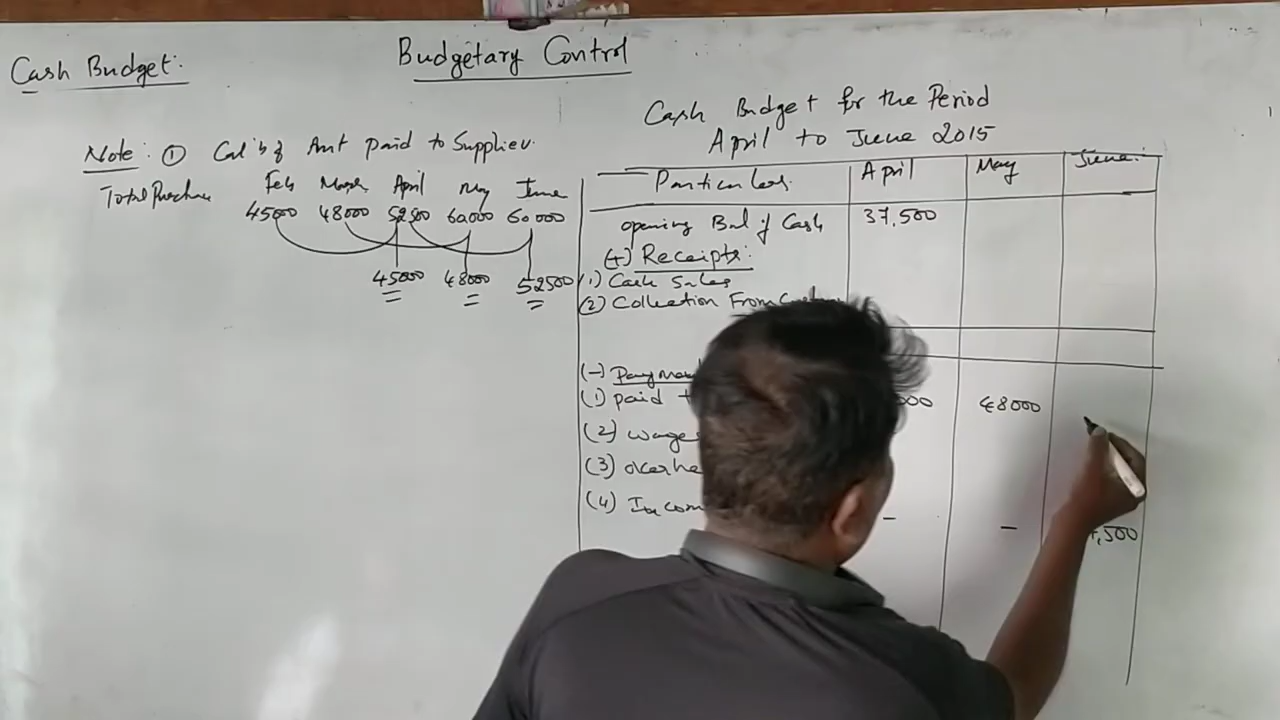 Cash Budget:
Budgetary Control
Note: ① Cal'n of Amt paid to Supplier.
Feb March April May June
Total Purchase 45000 48000 52500 60000 60000
45000 48000 52500
Cash Budget for the Period
April to June 2015
Particulars. April May June
opening Bal of Cash 37,500
(+) Receipts:
(1) Cash Sales
(2) Collection From
(-)
(1) paid 48000
(2)
(3)
(4)
- - ,500